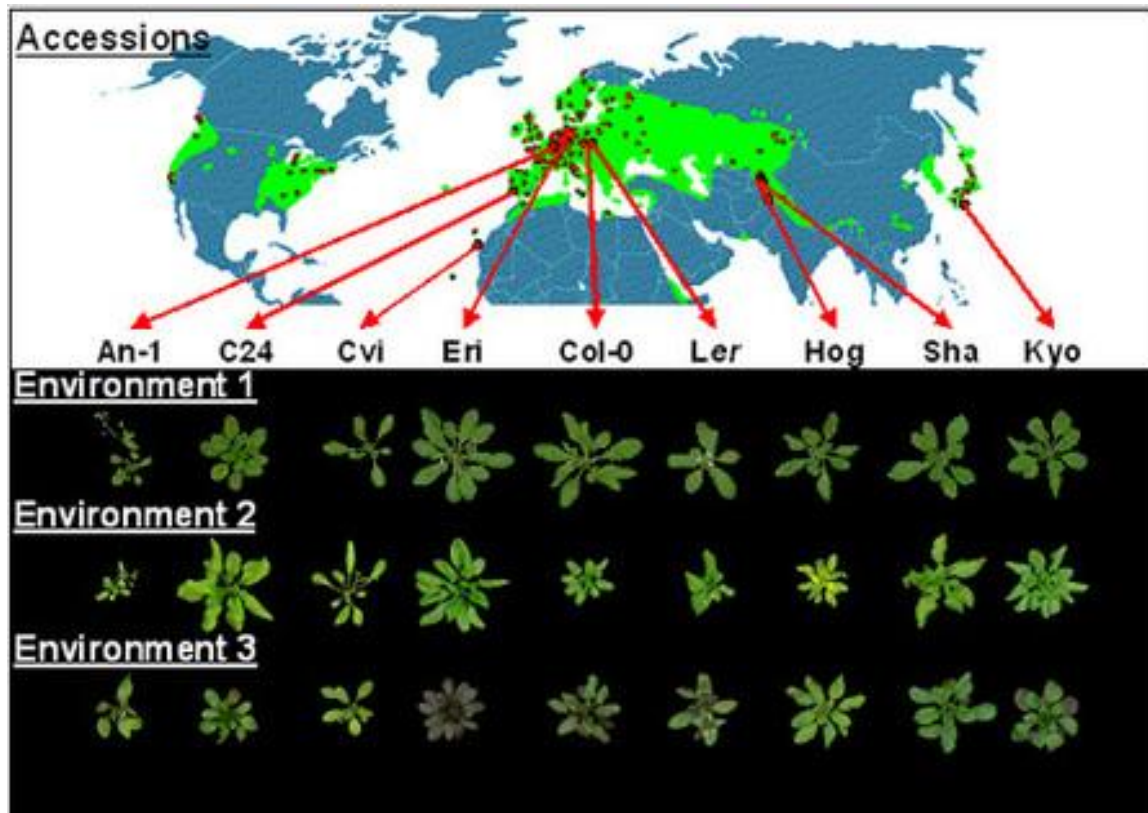 Accessions
An-1 C24 Cvi Eri Col-0 Ler Hog Sha Kyo
Environment 1
Environment 2
Environment 3